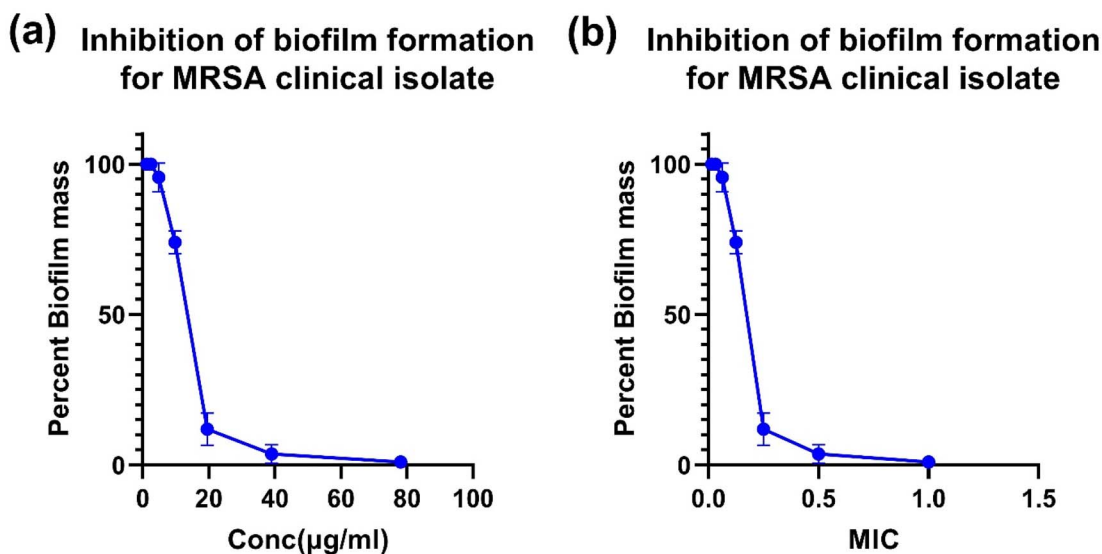 (a) Inhibition of biofilm formation
for MRSA clinical isolate
Percent Biofilm mass
100
50
0
0 20 40 60 80 100
Conc(µg/ml)
(b) Inhibition of biofilm formation
for MRSA clinical isolate
Percent Biofilm mass
100
50
0
0.0 0.5 1.0 1.5
MIC